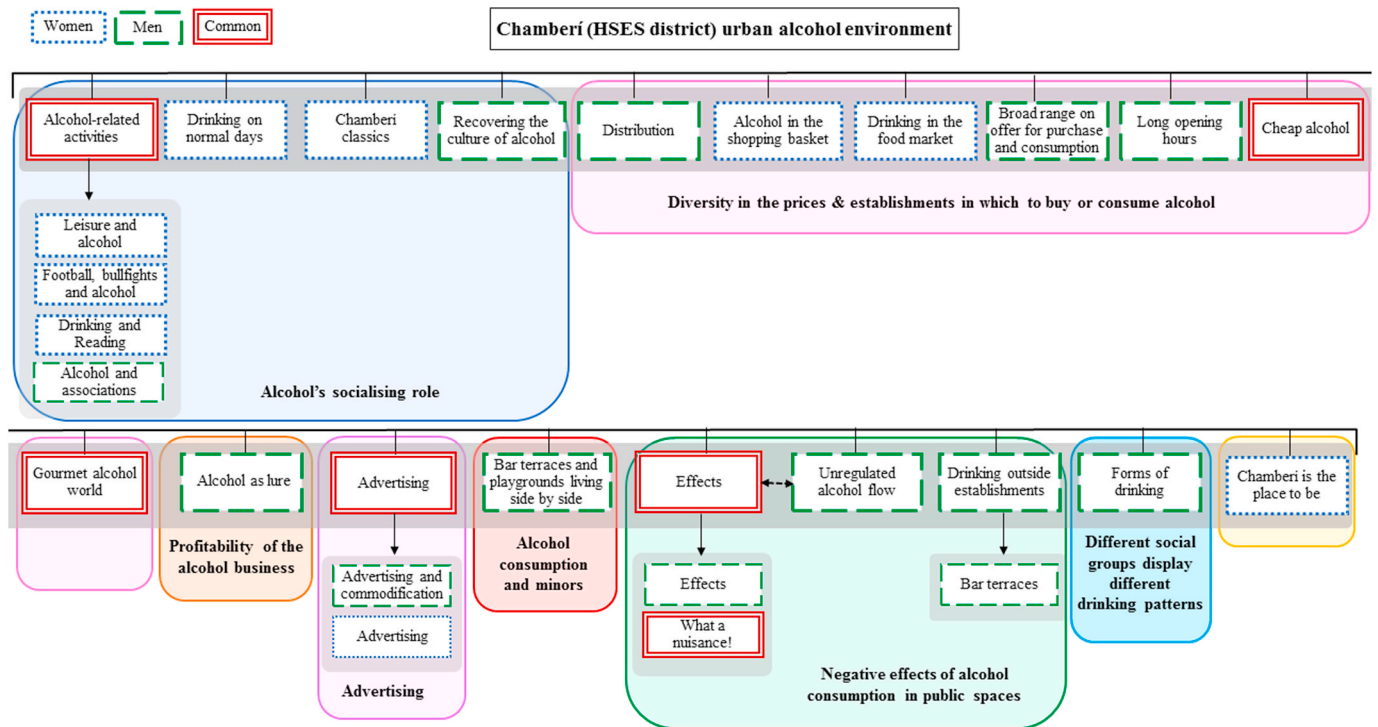 Women
Men
Common
Chamberí (HSES district) urban alcohol environment
Alcohol-related
activities
Drinking on
normal days
Chamberi
classics
Recovering the
culture of alcohol
Distribution
Alcohol in the
shopping basket
Drinking in the
food market
Broad range on
offer for purchase
and consumption
Long opening
hours
Cheap alcohol
Diversity in the prices & establishments in which to buy or consume alcohol
Leisure and
alcohol
Football, bullfights
and alcohol
Drinking and
Reading
Alcohol and
associations
Alcohol's socialising role
Gourmet alcohol
world
Alcohol as lure
Advertising
Bar terraces and
playgrounds living
side by side
Effects
Unregulated
alcohol flow
Drinking outside
establishments
Forms of
drinking
Chamberi is the
place to be
Profitability of the
alcohol business
Alcohol
consumption
and minors
Different social
groups display
different
drinking patterns
Advertising and
commodification
Advertising
Effects
What a
nuisance!
Bar terraces
Advertising
Negative effects of alcohol
consumption in public spaces